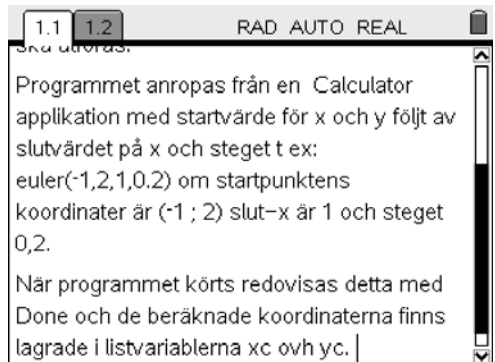 1.1 1.2 RAD AUTO REAL
ska utföras.
Programmet anropas från en Calculator
applikation med startvärde för x och y följt av
slutvärdet på x och steget t ex:
euler(⁻1,2,1,0.2) om startpunktens
koordinater är (⁻1 ; 2) slut–x är 1 och steget
0,2.
När programmet körts redovisas detta med
Done och de beräknade koordinaterna finns
lagrade i listvariablerna xc ovh yc.